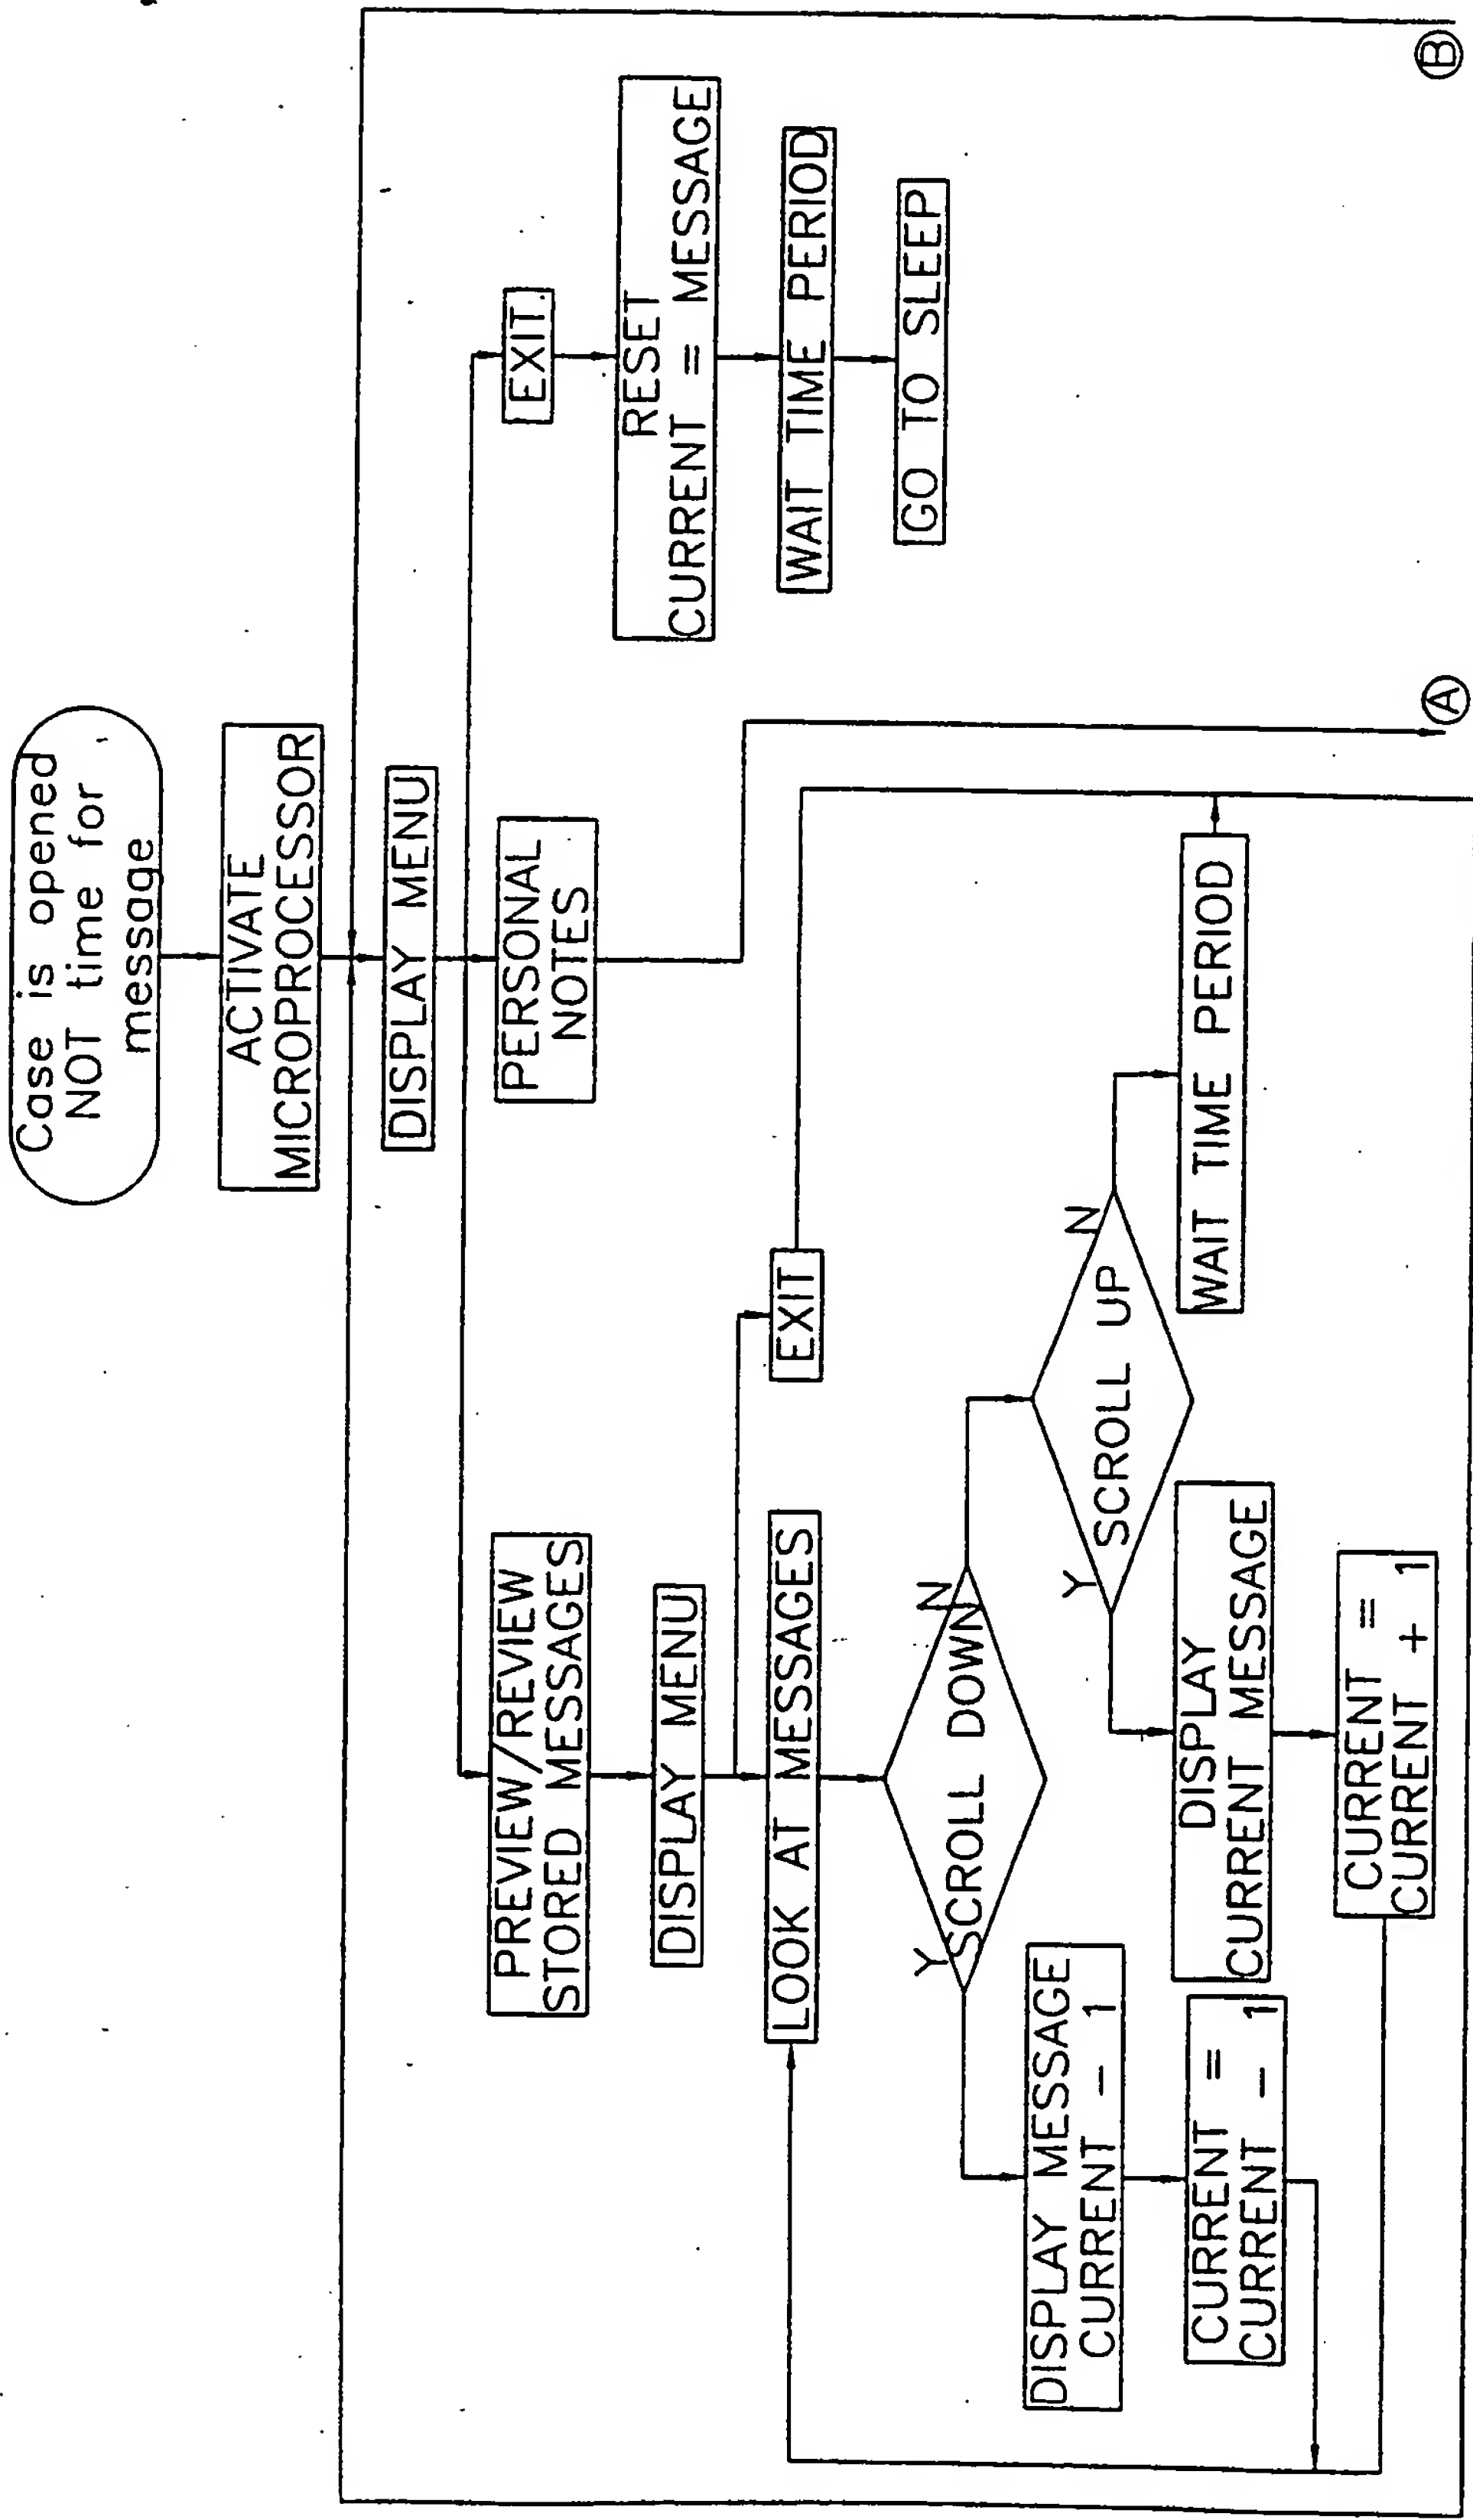 Case is opened
NOT time for
message
ACTIVATE
MICROPROCESSOR
DISPLAY MENU
PREVIEW/REVIEW
STORED MESSAGES
PERSONAL
NOTES
EXIT
DISPLAY MENU
RESET
CURRENT = MESSAGE
LOOK AT MESSAGES
EXIT
WAIT TIME PERIOD
GO TO SLEEP
Y
SCROLL DOWN
N
DISPLAY MESSAGE
CURRENT - 1
Y
SCROLL UP
N
CURRENT =
CURRENT - 1
DISPLAY
CURRENT MESSAGE
WAIT TIME PERIOD
CURRENT =
CURRENT + 1
A
B